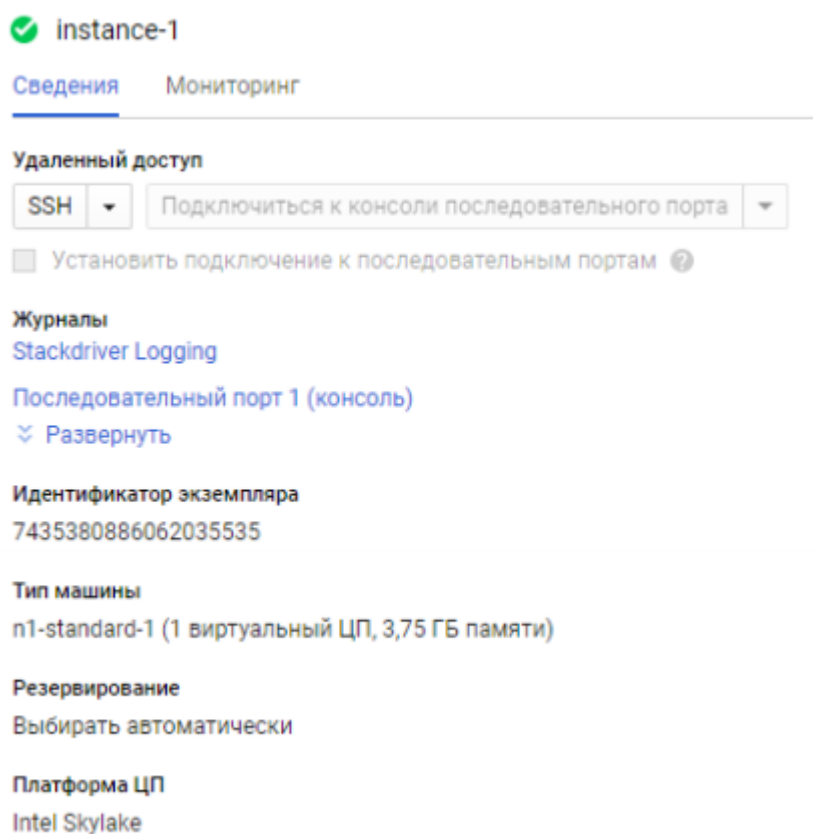 instance-1
Сведения Мониторинг
Удаленный доступ
SSH Подключиться к консоли последовательного порта
Установить подключение к последовательным портам ?
Журналы
Stackdriver Logging
Последовательный порт 1 (консоль)
Развернуть
Идентификатор экземпляра
7435380886062035535
Тип машины
n1-standard-1 (1 виртуальный ЦП, 3,75 ГБ памяти)
Резервирование
Выбирать автоматически
Платформа ЦП
Intel Skylake